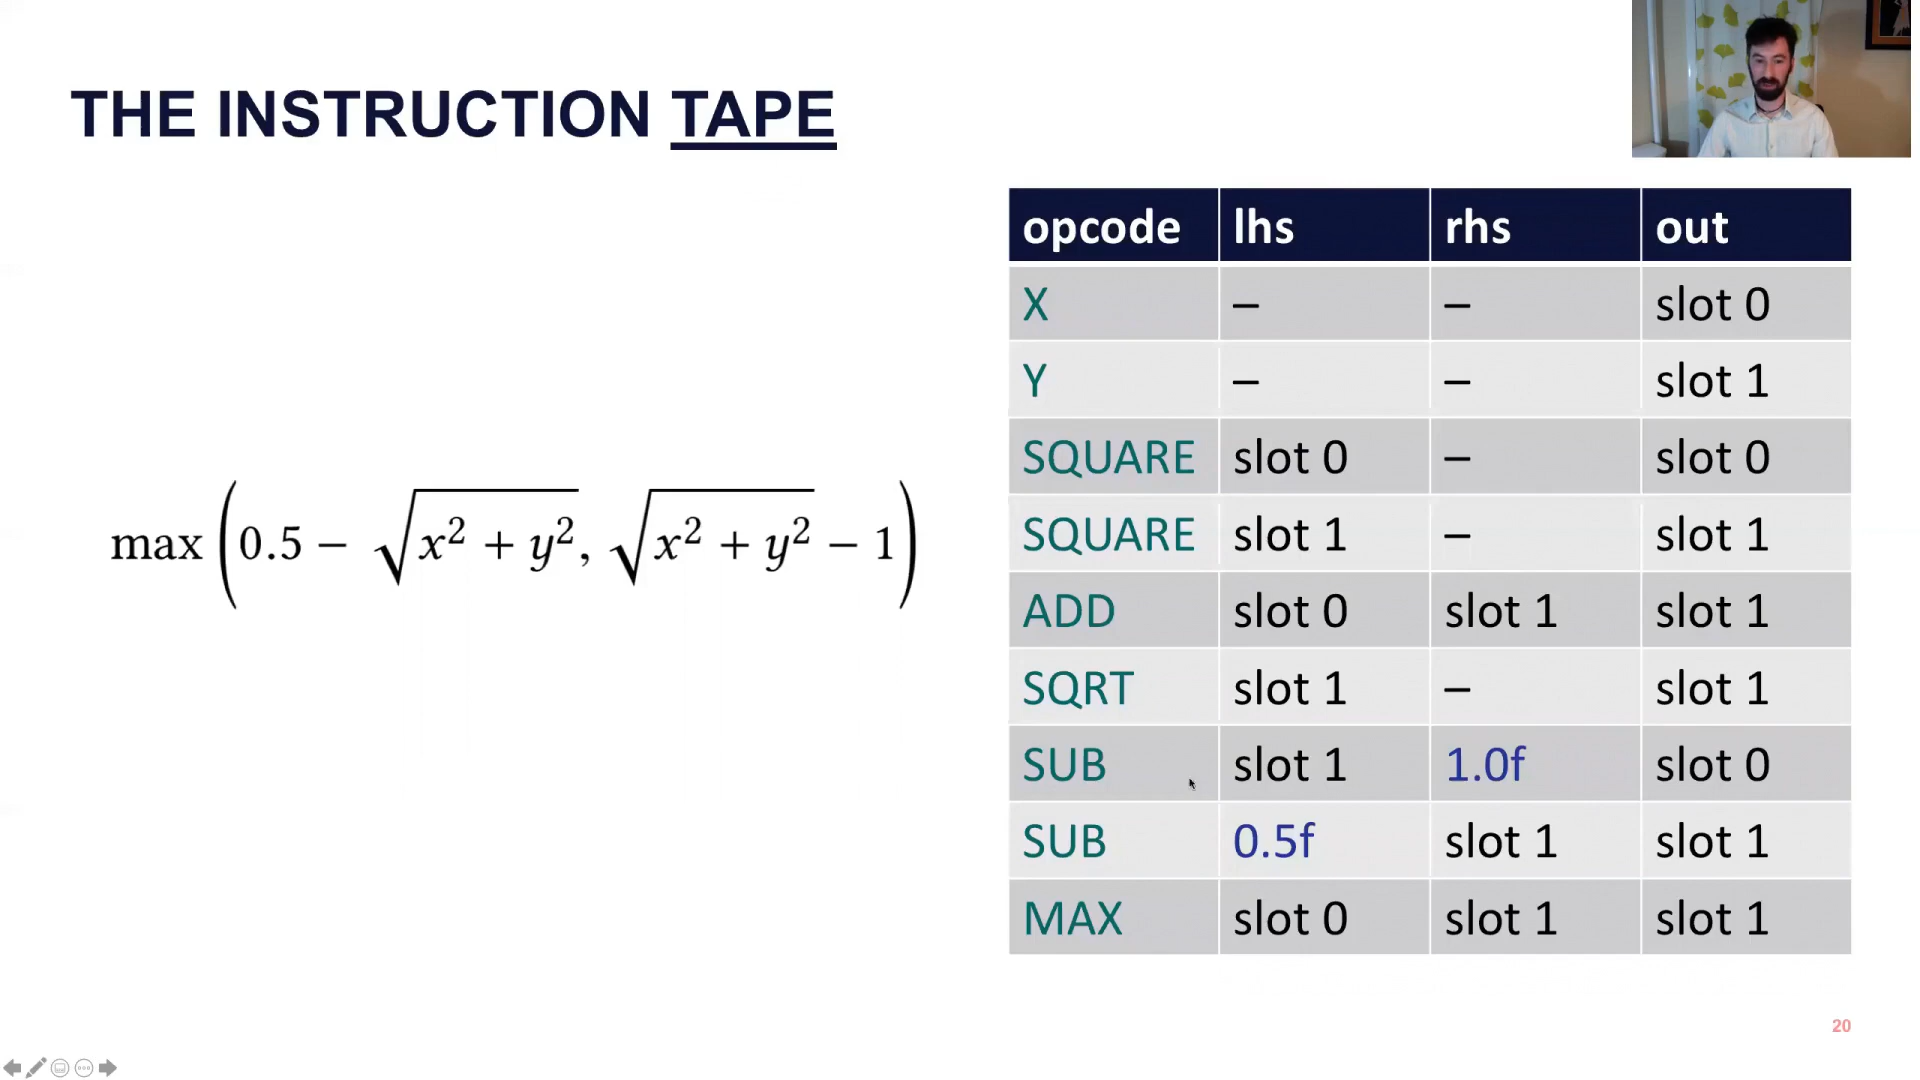 THE INSTRUCTION TAPE
max(0.5 − √(x² + y²), √(x² + y²) − 1)
opcode lhs rhs out
X – – slot 0
Y – – slot 1
SQUARE slot 0 – slot 0
SQUARE slot 1 – slot 1
ADD slot 0 slot 1 slot 1
SQRT slot 1 – slot 1
SUB slot 1 1.0f slot 0
SUB 0.5f slot 1 slot 1
MAX slot 0 slot 1 slot 1
20